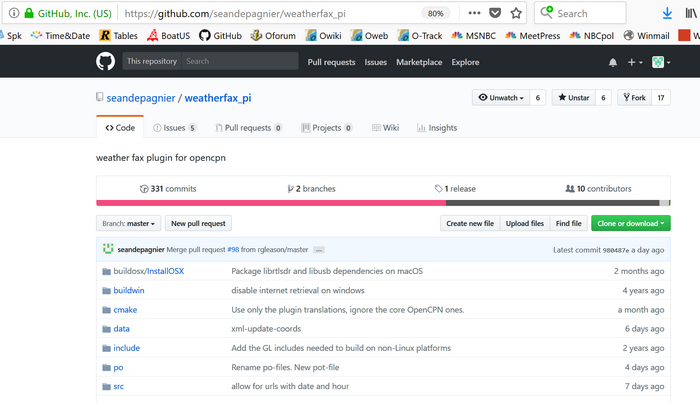 GitHub, Inc. (US) https://github.com/seandepagnier/weatherfax_pi 80% Search
Spk Time&Date Tablers BoatUS GitHub Oforum Owiki Oweb O-Track MSNBC MeetPress NBCpol Winmail W
This repository Search Pull requests Issues Marketplace Explore
seandepagnier / weatherfax_pi Unwatch 6 Unstar 6 Fork 17
Code Issues 5 Pull requests 0 Projects 0 Wiki Insights
weather fax plugin for opencpn
331 commits 2 branches 1 release 10 contributors
Branch: master New pull request Create new file Upload files Find file Clone or download
seandepagnier Merge pull request #98 from rgleason/master ... Latest commit 980487e a day ago
buildosx/InstallOSX Package librtlsdr and libusb dependencies on macOS 2 months ago
buildwin disable internet retrieval on windows 4 years ago
cmake Use only the plugin translations, ignore the core OpenCPN ones. a month ago
data xml-update-coords 6 days ago
include Add the GL includes needed to build on non-Linux platforms 2 years ago
po Rename po-files. New pot-file 4 days ago
src allow for urls with date and hour 7 days ago